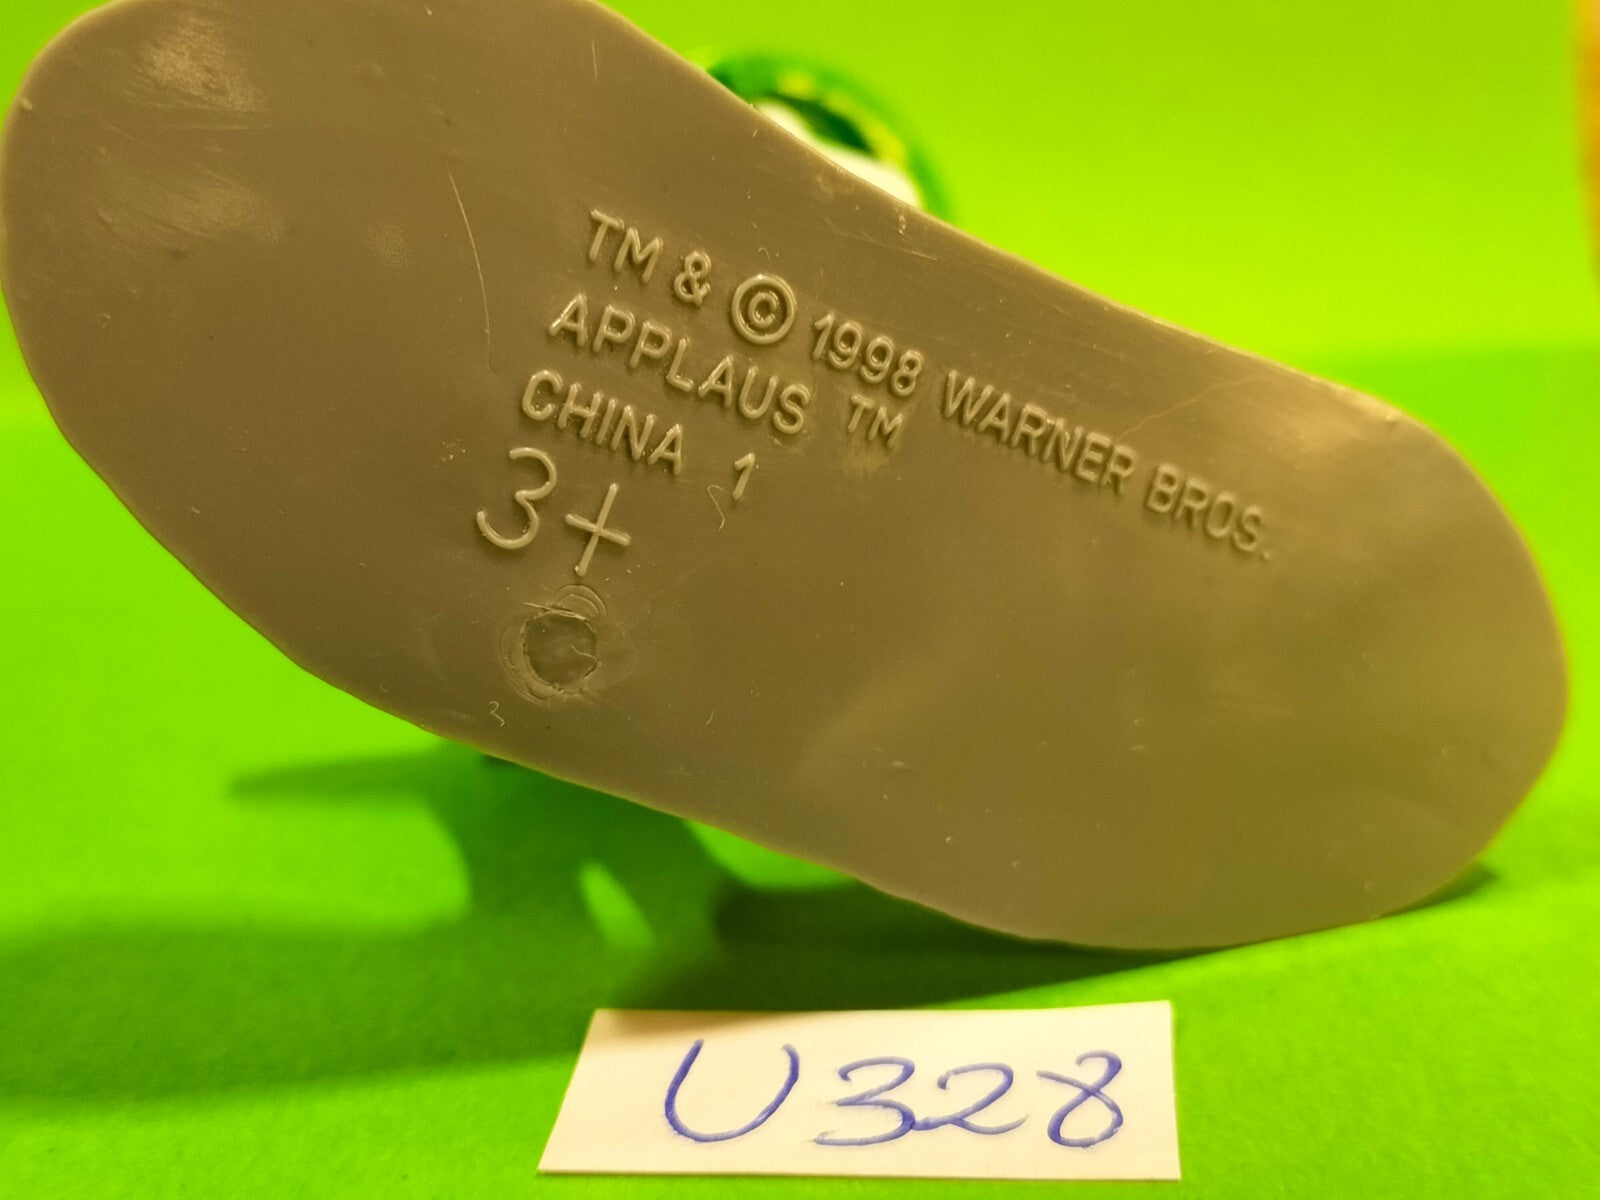 TM & © 1998 WARNER BROS.
APPLAUS TM
CHINA 1
3+
U328